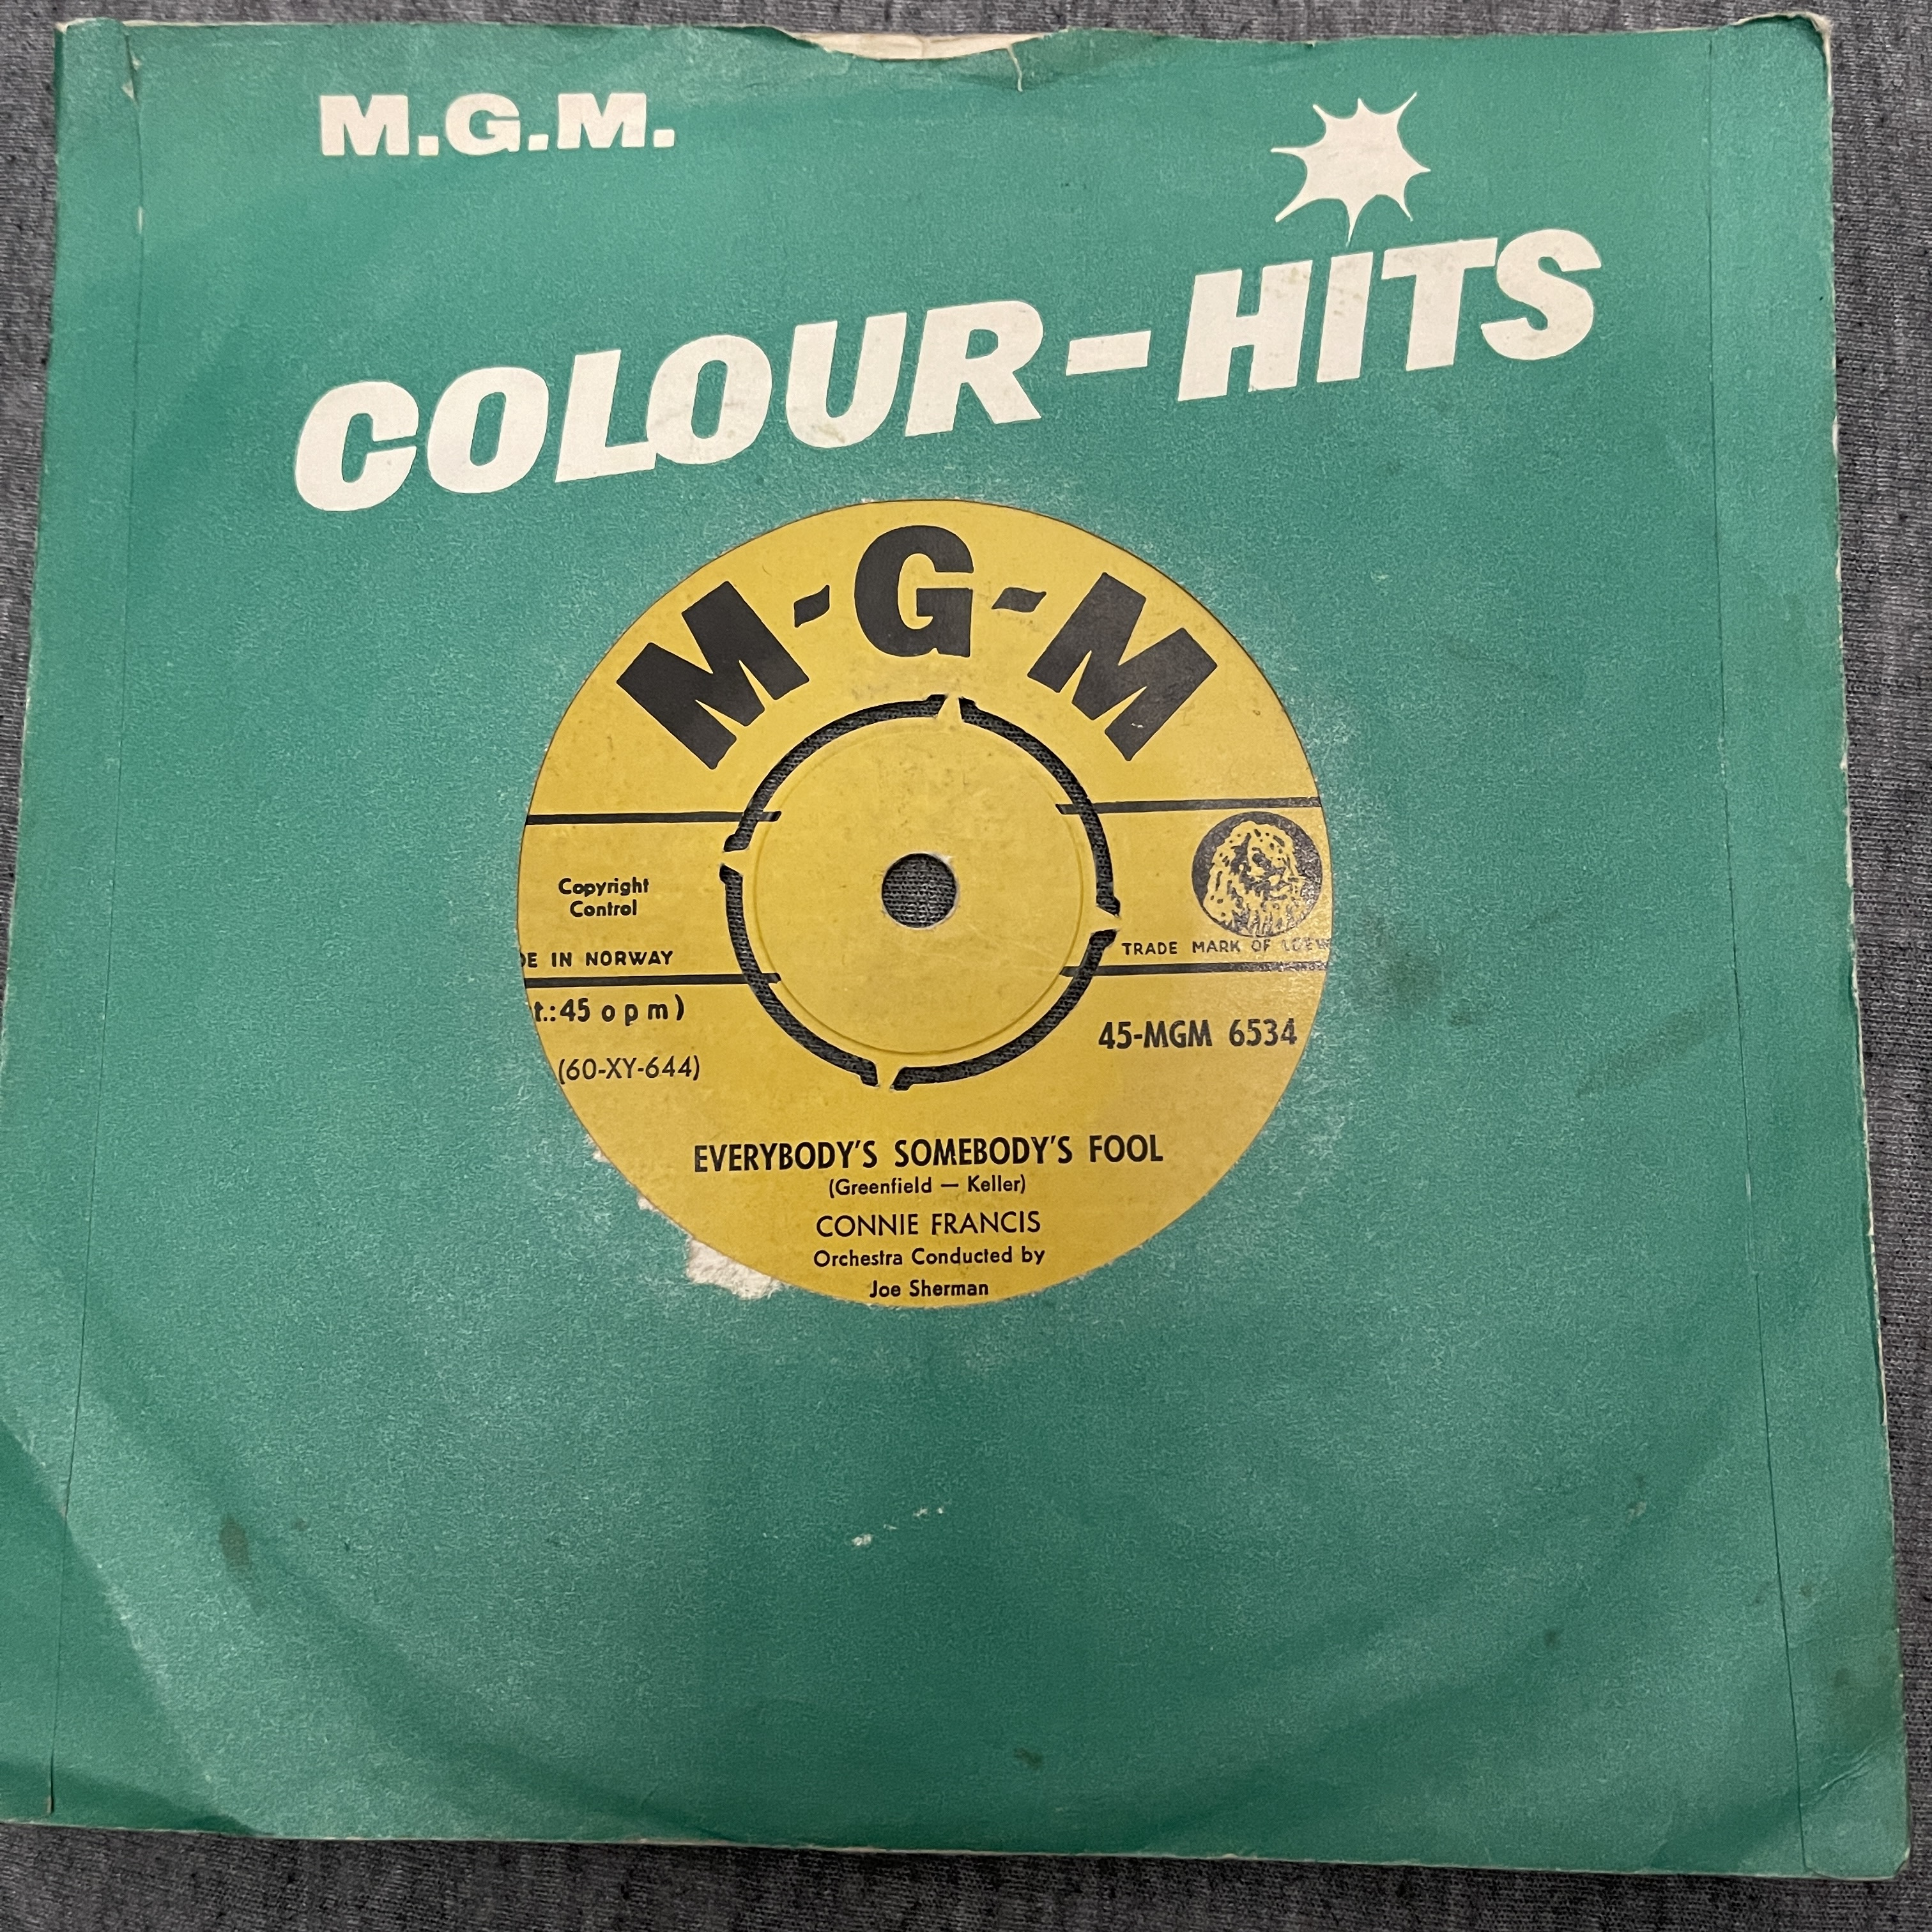 M.G.M.
COLOUR-HITS
M-G-M
Copyright
Control
E IN NORWAY
TRADE MARK OF LOEW
t.:45 o p m)
45-MGM 6534
(60-XY-644)
EVERYBODY'S SOMEBODY'S FOOL
(Greenfield — Keller)
CONNIE FRANCIS
Orchestra Conducted by
Joe Sherman